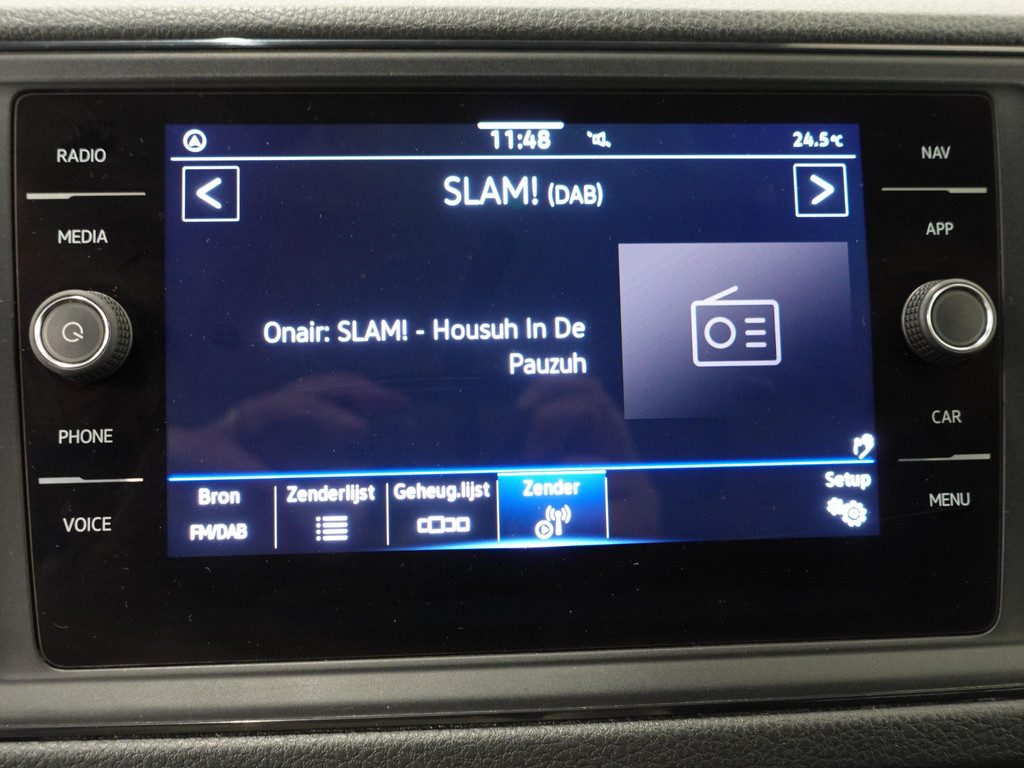 RADIO
MEDIA
PHONE
VOICE
11:48
24.5°C
SLAM! (DAB)
Onair: SLAM! - Housuh In De
Pauzuh
Bron
FM/DAB
Zenderlijst
Geheug.lijst
Zender
Setup
NAV
APP
CAR
MENU